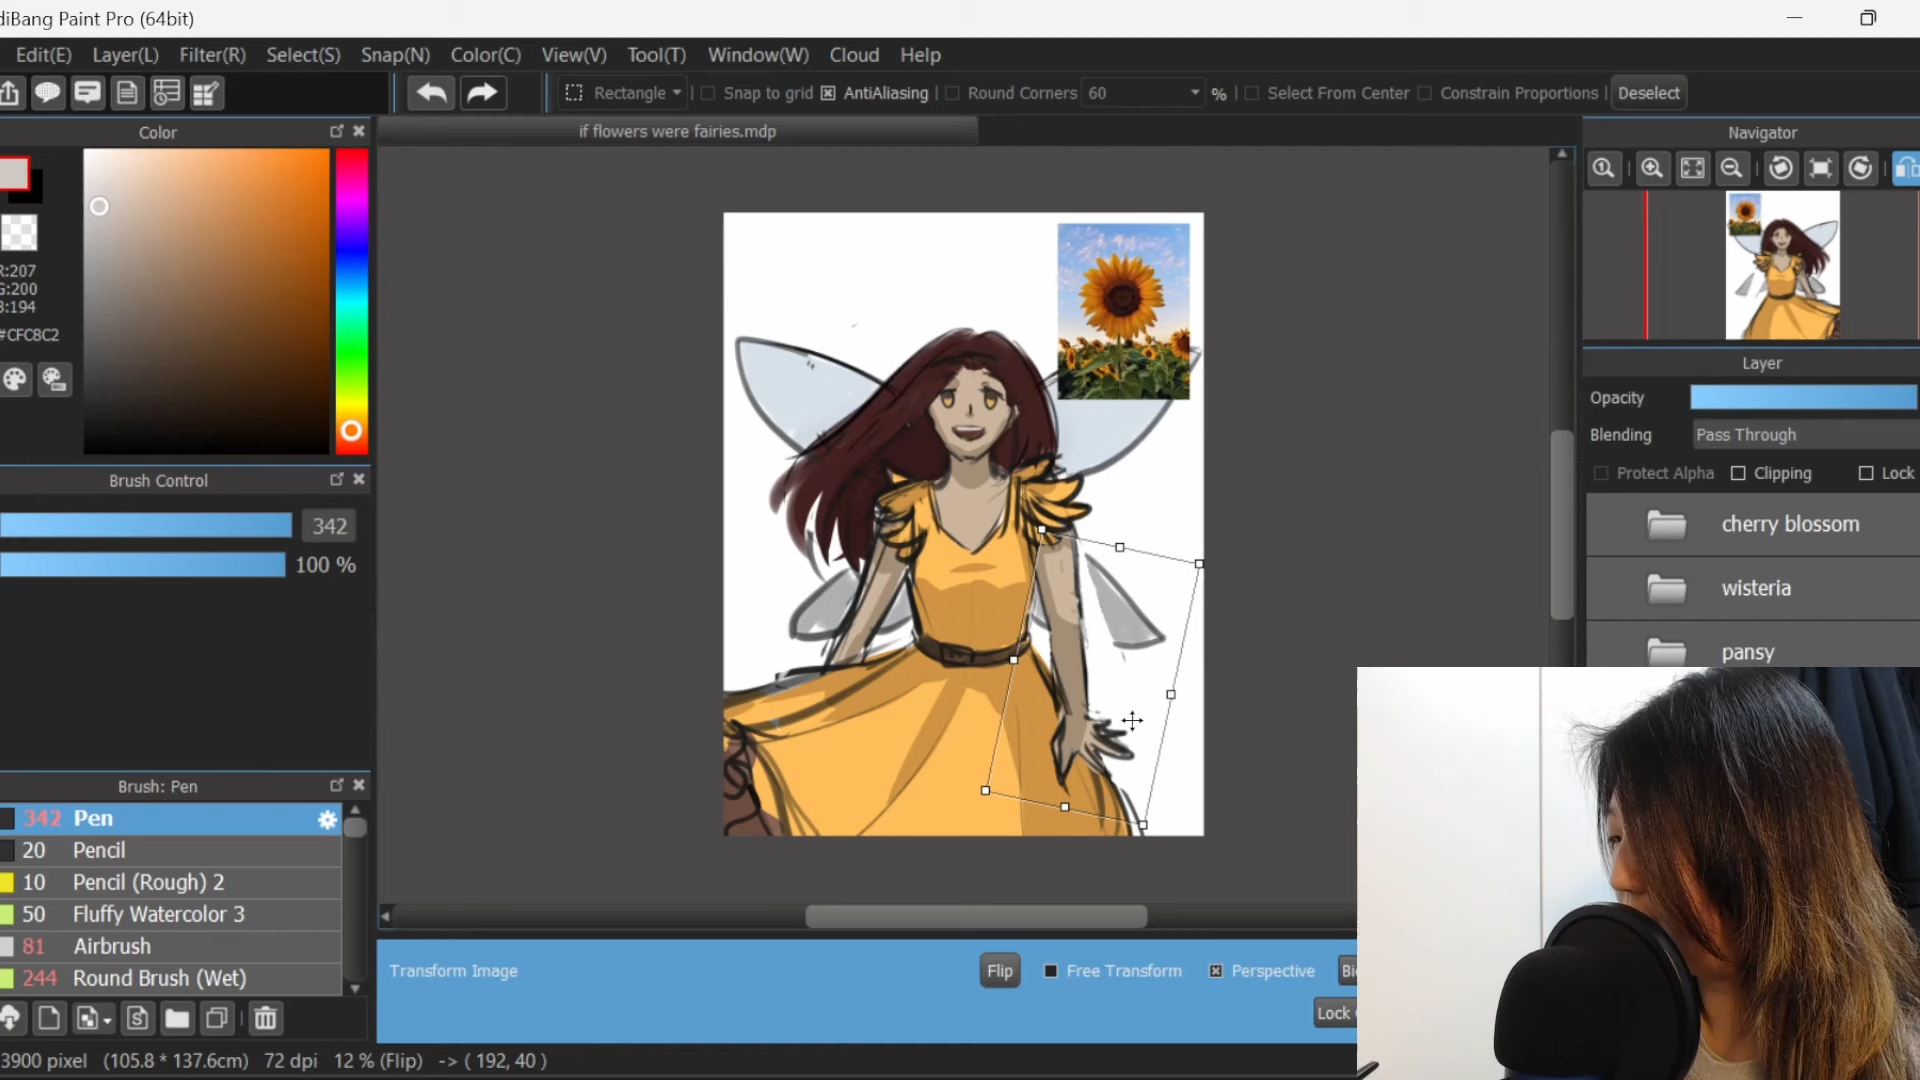 diBang Paint Pro (64bit)
Edit(E) Layer(L) Filter(R) Select(S) Snap(N) Color(C) View(V) Tool(T) Window(W) Cloud Help
Rectangle Snap to grid AntiAliasing Round Corners 60 % Select From Center Constrain Proportions Deselect
Color
if flowers were fairies.mdp
Navigator
R:207
G:200
B:194
#CFC8C2
Layer
Opacity
Blending Pass Through
Protect Alpha Clipping Lock
cherry blossom
wisteria
pansy
Brush Control
342
100 %
Brush: Pen
342 Pen
20 Pencil
10 Pencil (Rough) 2
50 Fluffy Watercolor 3
81 Airbrush
244 Round Brush (Wet)
Transform Image Flip Free Transform Perspective
Lock
3900 pixel (105.8 * 137.6cm) 72 dpi 12 % (Flip) -> ( 192, 40 )